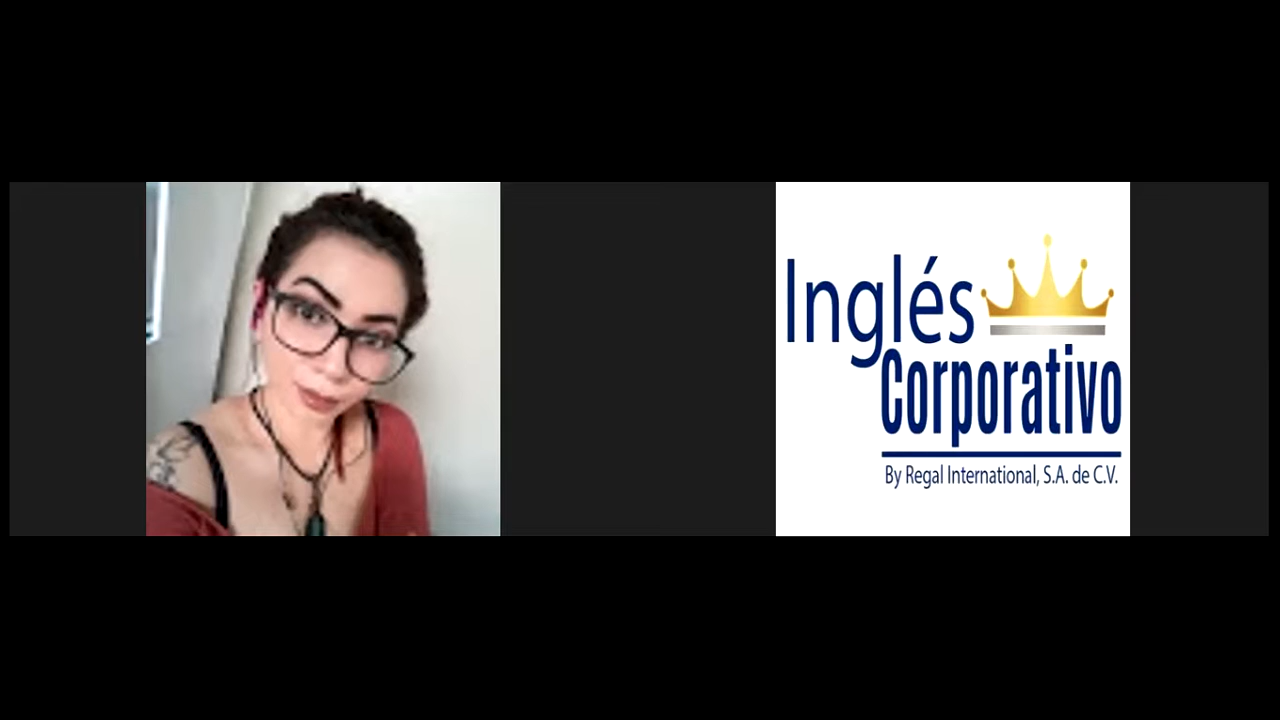 Inglés
Corporativo
By Regal International, S.A. de C.V.